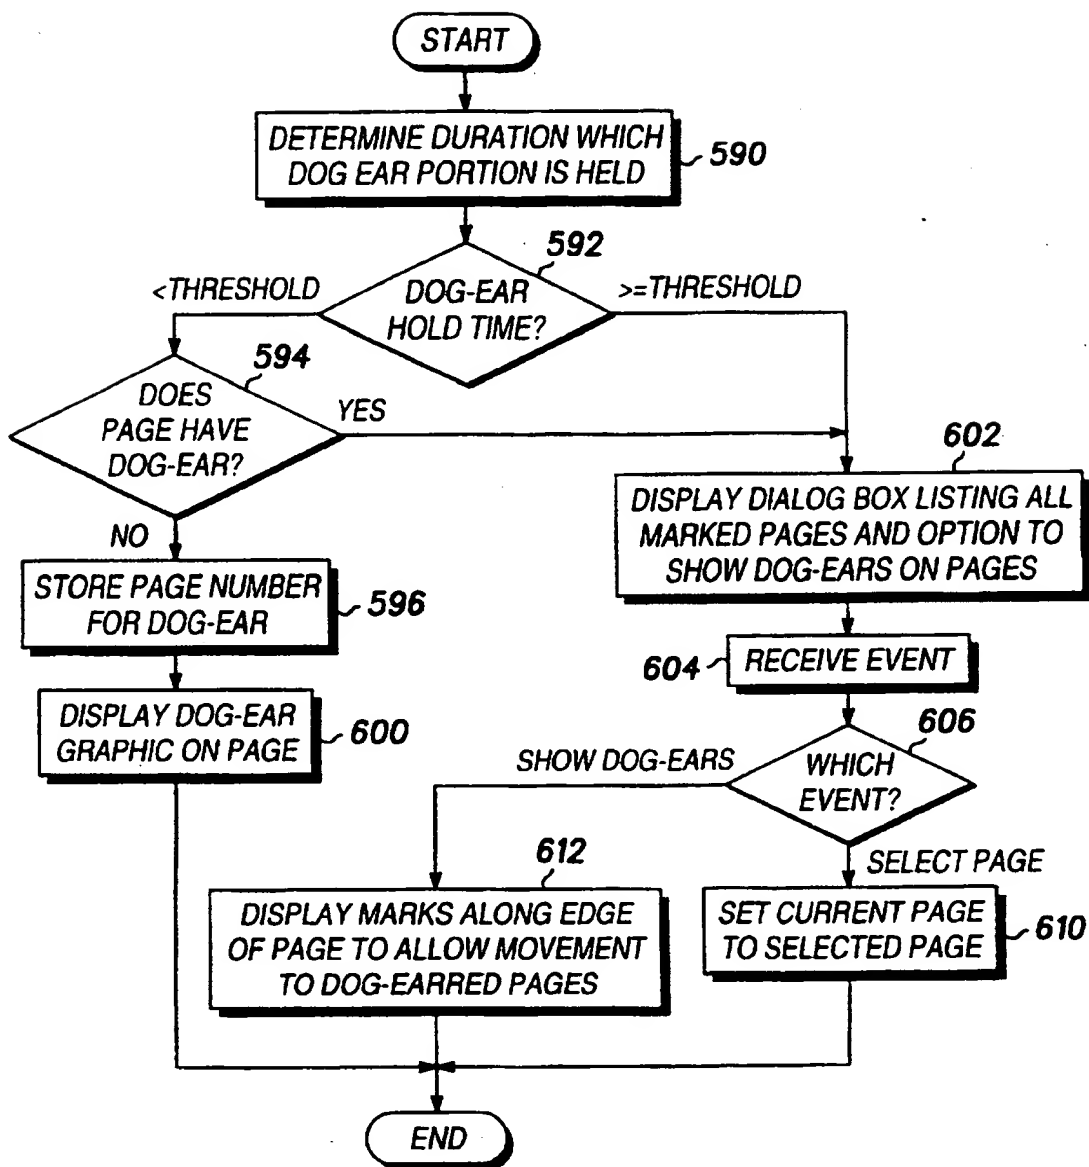 START
DETERMINE DURATION WHICH
DOG EAR PORTION IS HELD
590
592
<THRESHOLD
DOG-EAR
HOLD TIME?
>=THRESHOLD
594
DOES
PAGE HAVE
DOG-EAR?
YES
NO
602
DISPLAY DIALOG BOX LISTING ALL
MARKED PAGES AND OPTION TO
SHOW DOG-EARS ON PAGES
STORE PAGE NUMBER
FOR DOG-EAR
596
604
RECEIVE EVENT
DISPLAY DOG-EAR
GRAPHIC ON PAGE
600
606
SHOW DOG-EARS
WHICH
EVENT?
SELECT PAGE
612
DISPLAY MARKS ALONG EDGE
OF PAGE TO ALLOW MOVEMENT
TO DOG-EARRED PAGES
SET CURRENT PAGE
TO SELECTED PAGE
610
END